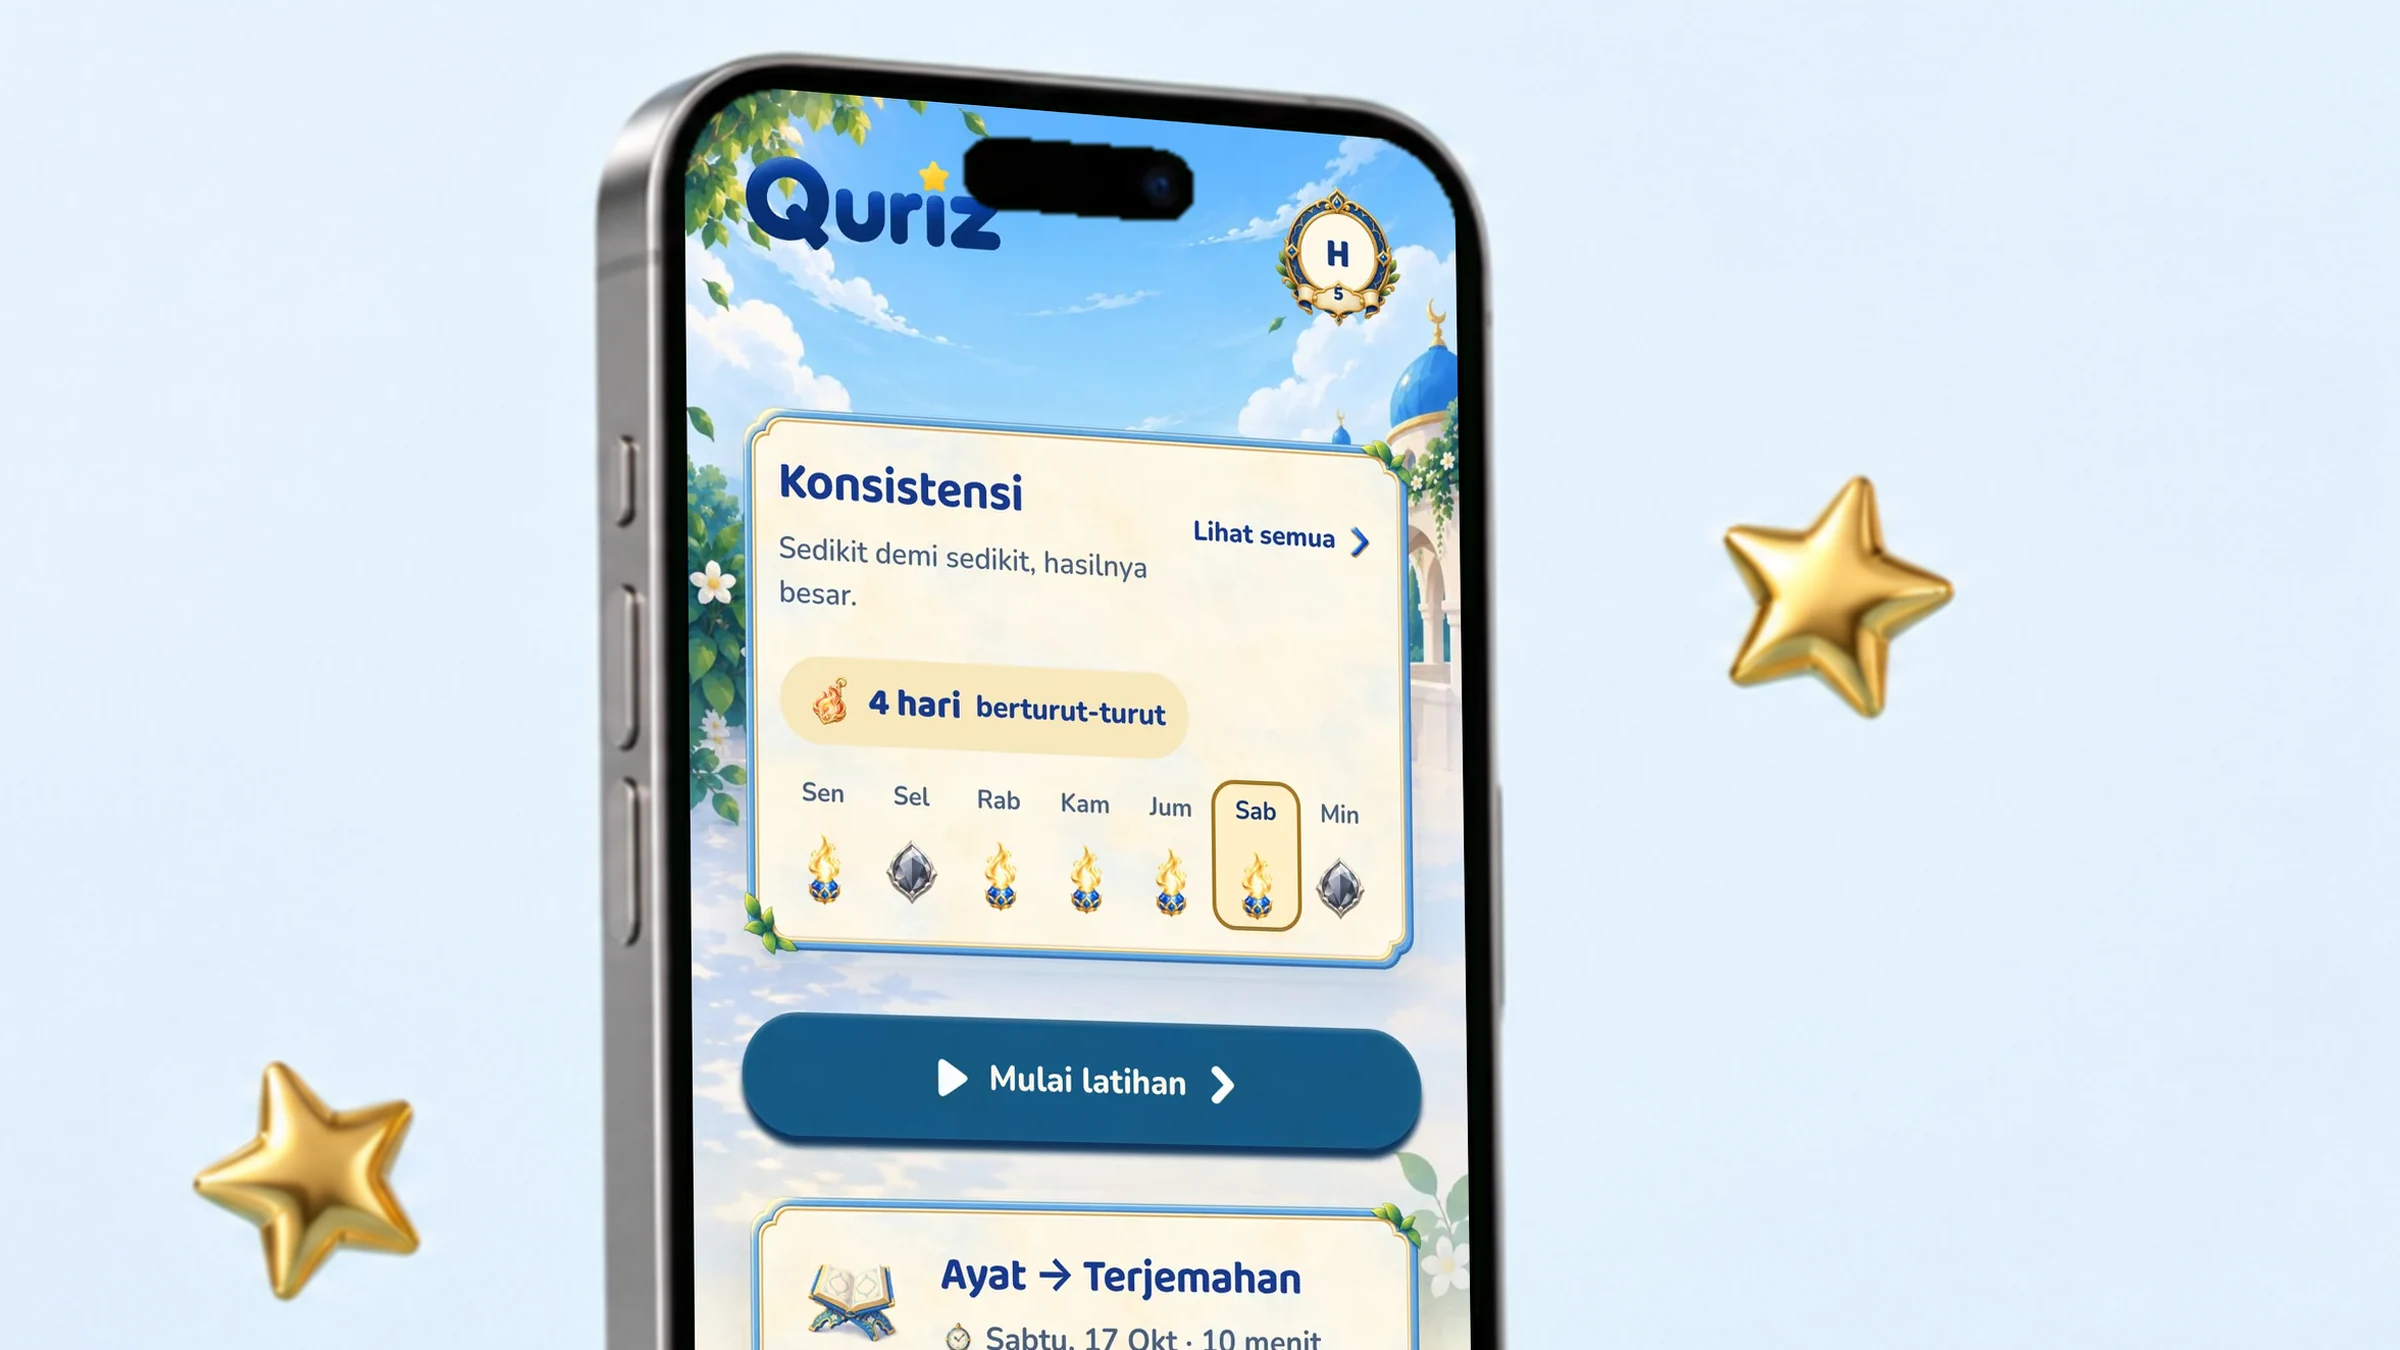 Quriz
H
5
Konsistensi
Lihat semua
Sedikit demi sedikit, hasilnya
besar.
4 hari berturut-turut
Sen Sel Rab Kam Jum Sab Min
Mulai latihan
Ayat → Terjemahan
Sabtu, 17 Okt · 10 menit